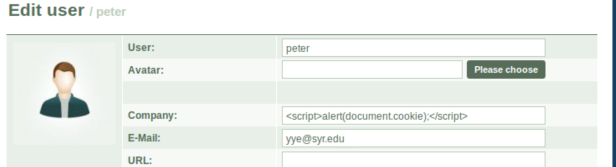 Edit user / peter
User: peter
Avatar: Please choose
Company: <script>alert(document.cookie);</script>
E-Mail: yye@syr.edu
URL: